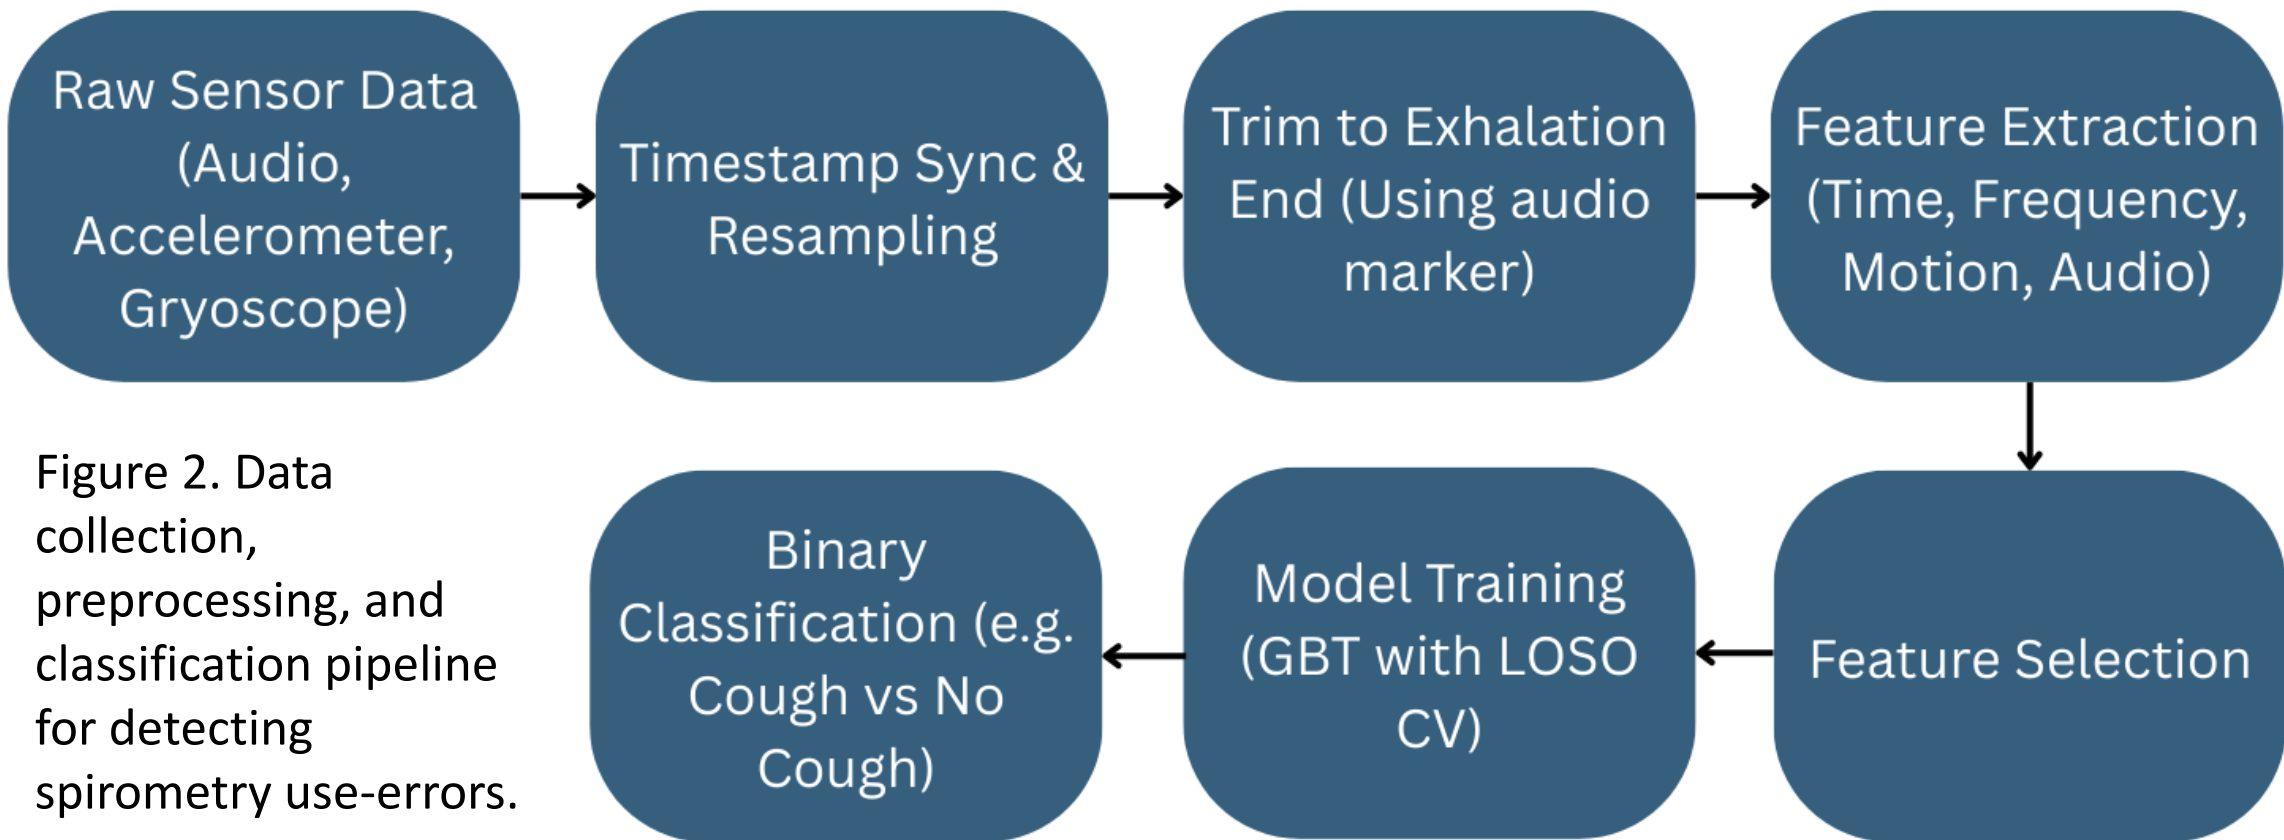 Raw Sensor Data
(Audio,
Accelerometer,
Gryoscope)
Timestamp Sync &
Resampling
Trim to Exhalation
End (Using audio
marker)
Feature Extraction
(Time, Frequency,
Motion, Audio)
Feature Selection
Model Training
(GBT with LOSO
CV)
Binary
Classification (e.g.
Cough vs No
Cough)
Figure 2. Data
collection,
preprocessing, and
classification pipeline
for detecting
spirometry use-errors.